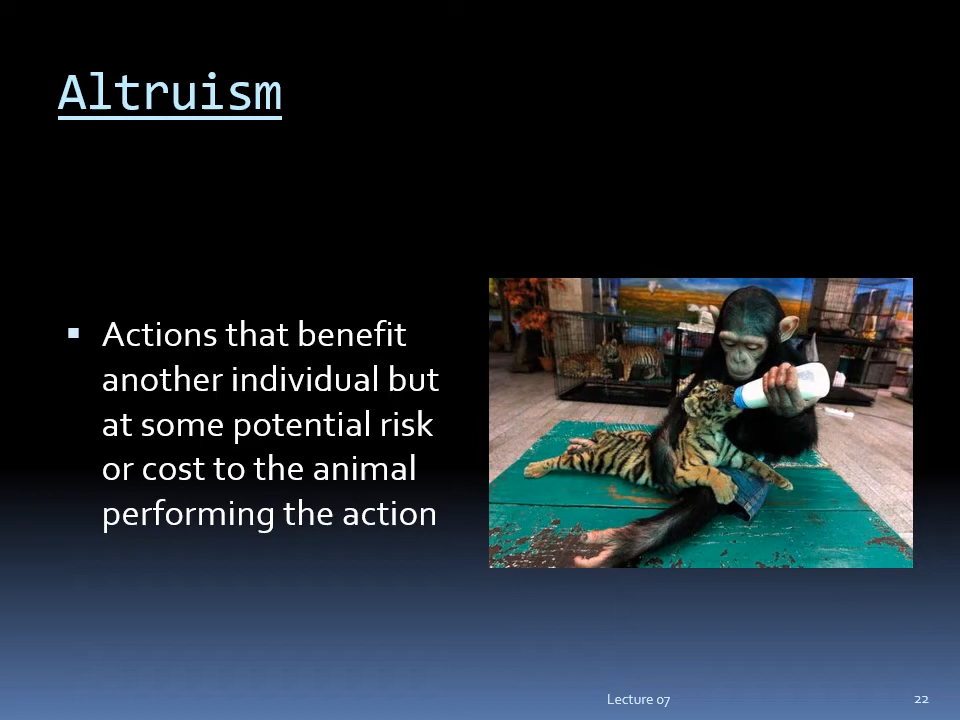 Altruism
▪ Actions that benefit
another individual but
at some potential risk
or cost to the animal
performing the action
Lecture 07
22